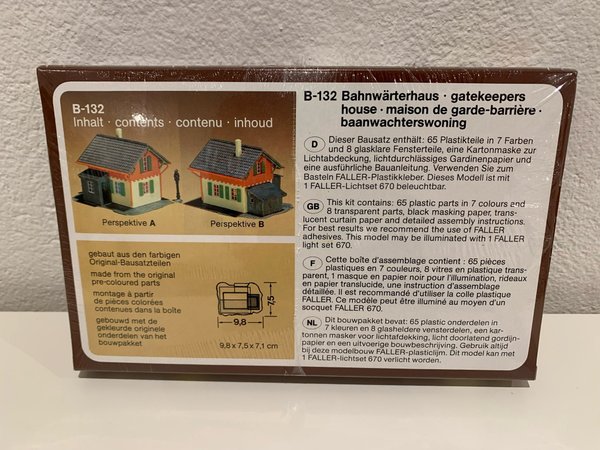 B-132
Inhalt · contents · contenu · inhoud
Perspektive A
Perspektive B
gebaut aus den farbigen
Original-Bausatzteilen
made from the original
pre-coloured parts
montage à partir
de pièces colorées
contenues dans la boîte
gebouwd met de
gekleurde originele
onderdelen van het
bouwpakket
7,5
9,8
9,8 x 7,5 x 7,1 cm
B-132 Bahnwärterhaus · gatekeepers
house · maison de garde-barrière ·
baanwachterswoning
D Dieser Bausatz enthält: 65 Plastikteile in 7 Farben
und 8 glasklare Fensterteile, eine Kartonmaske zur
Lichtabdeckung, lichtdurchlässiges Gardinenpapier und
eine ausführliche Bauanleitung. Verwenden Sie zum
Basteln FALLER-Plastikkleber. Dieses Modell ist mit
1 FALLER-Lichtset 670 beleuchtbar.
GB This kit contains: 65 plastic parts in 7 colours and
8 transparent parts, black masking paper, trans-
lucent curtain paper and detailed assembly instructions.
For best results we recommend the use of FALLER
adhesives. This model may be illuminated with 1 FALLER
light set 670.
F Cette boîte d'assemblage contient : 65 pièces
plastiques en 7 couleurs, 8 vitres en plastique trans-
parent, 1 masque en papier noir pour l'illumination, rideaux
en papier translucide, une instruction d'assemblage
détaillée. Il est recommandé d'utiliser la colle plastique
FALLER. Ce modèle peut être illuminé au moyen d'un
socquet FALLER 670.
NL Dit bouwpakket bevat: 65 plastic onderdelen in
7 kleuren en 8 glasheldere vensterdelen, een kar-
tonnen masker voor lichtafdekking, licht doorlatend gordijn-
papier en een uitvoerige bouwbeschrijving. Gebruik altijd
bij deze modelbouw FALLER-plasticlijm. Dit model kan met
1 FALLER-lichtset 670 verlicht worden.